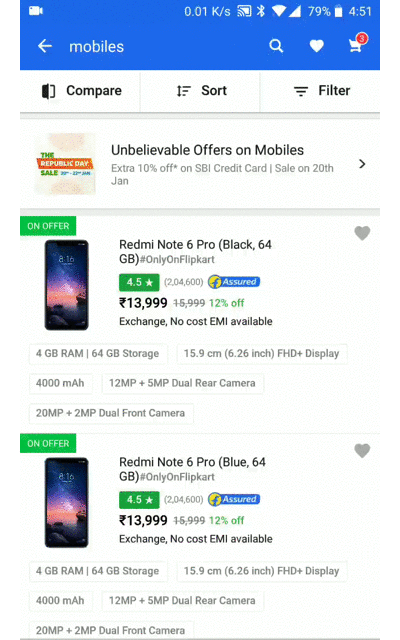 0.01 K/s 79% 4:51
mobiles
3
Compare Sort Filter
THE
REPUBLIC DAY
SALE 20TH - 22ND JAN
Unbelievable Offers on Mobiles
Extra 10% off* on SBI Credit Card | Sale on 20th
Jan
ON OFFER
Redmi Note 6 Pro (Black, 64
GB)#OnlyOnFlipkart
4.5 ★ (2,04,600) Assured
₹13,999 15,999 12% off
Exchange, No cost EMI available
8:16
4 GB RAM | 64 GB Storage 15.9 cm (6.26 inch) FHD+ Display
4000 mAh 12MP + 5MP Dual Rear Camera
20MP + 2MP Dual Front Camera
ON OFFER
Redmi Note 6 Pro (Blue, 64
GB)#OnlyOnFlipkart
4.5 ★ (2,04,600) Assured
₹13,999 15,999 12% off
Exchange, No cost EMI available
8:16
4 GB RAM | 64 GB Storage 15.9 cm (6.26 inch) FHD+ Display
4000 mAh 12MP + 5MP Dual Rear Camera
20MP + 2MP Dual Front Camera